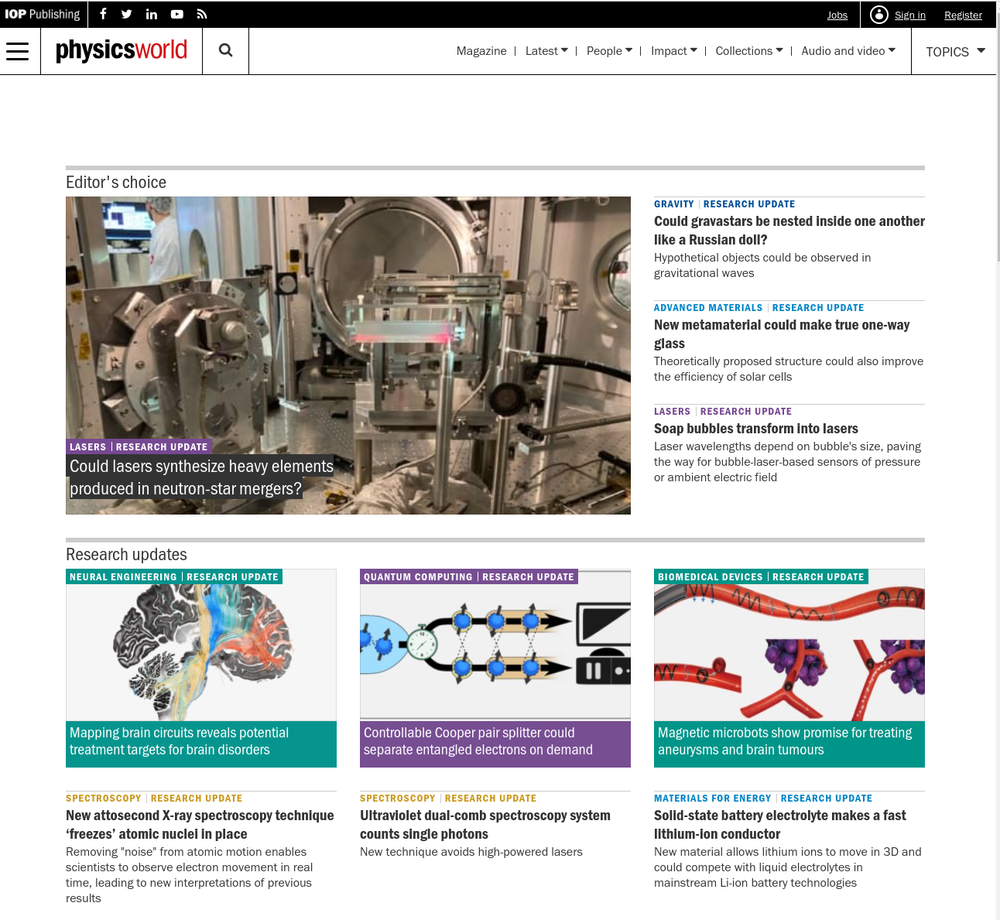 IOP Publishing
Jobs
Sign in
Register
physicsworld
Magazine
Latest
People
Impact
Collections
Audio and video
TOPICS
Editor's choice
LASERS | RESEARCH UPDATE
Could lasers synthesize heavy elements
produced in neutron-star mergers?
GRAVITY | RESEARCH UPDATE
Could gravastars be nested inside one another
like a Russian doll?
Hypothetical objects could be observed in
gravitational waves
ADVANCED MATERIALS | RESEARCH UPDATE
New metamaterial could make true one-way
glass
Theoretically proposed structure could also improve
the efficiency of solar cells
LASERS | RESEARCH UPDATE
Soap bubbles transform into lasers
Laser wavelengths depend on bubble's size, paving
the way for bubble-laser-based sensors of pressure
or ambient electric field
Research updates
NEURAL ENGINEERING | RESEARCH UPDATE
Mapping brain circuits reveals potential
treatment targets for brain disorders
QUANTUM COMPUTING | RESEARCH UPDATE
12
Controllable Cooper pair splitter could
separate entangled electrons on demand
BIOMEDICAL DEVICES | RESEARCH UPDATE
Magnetic microbots show promise for treating
aneurysms and brain tumours
SPECTROSCOPY | RESEARCH UPDATE
New attosecond X-ray spectroscopy technique
‘freezes’ atomic nuclei in place
Removing "noise" from atomic motion enables
scientists to observe electron movement in real
time, leading to new interpretations of previous
results
SPECTROSCOPY | RESEARCH UPDATE
Ultraviolet dual-comb spectroscopy system
counts single photons
New technique avoids high-powered lasers
MATERIALS FOR ENERGY | RESEARCH UPDATE
Solid-state battery electrolyte makes a fast
lithium-ion conductor
New material allows lithium ions to move in 3D and
could compete with liquid electrolytes in
mainstream Li-ion battery technologies